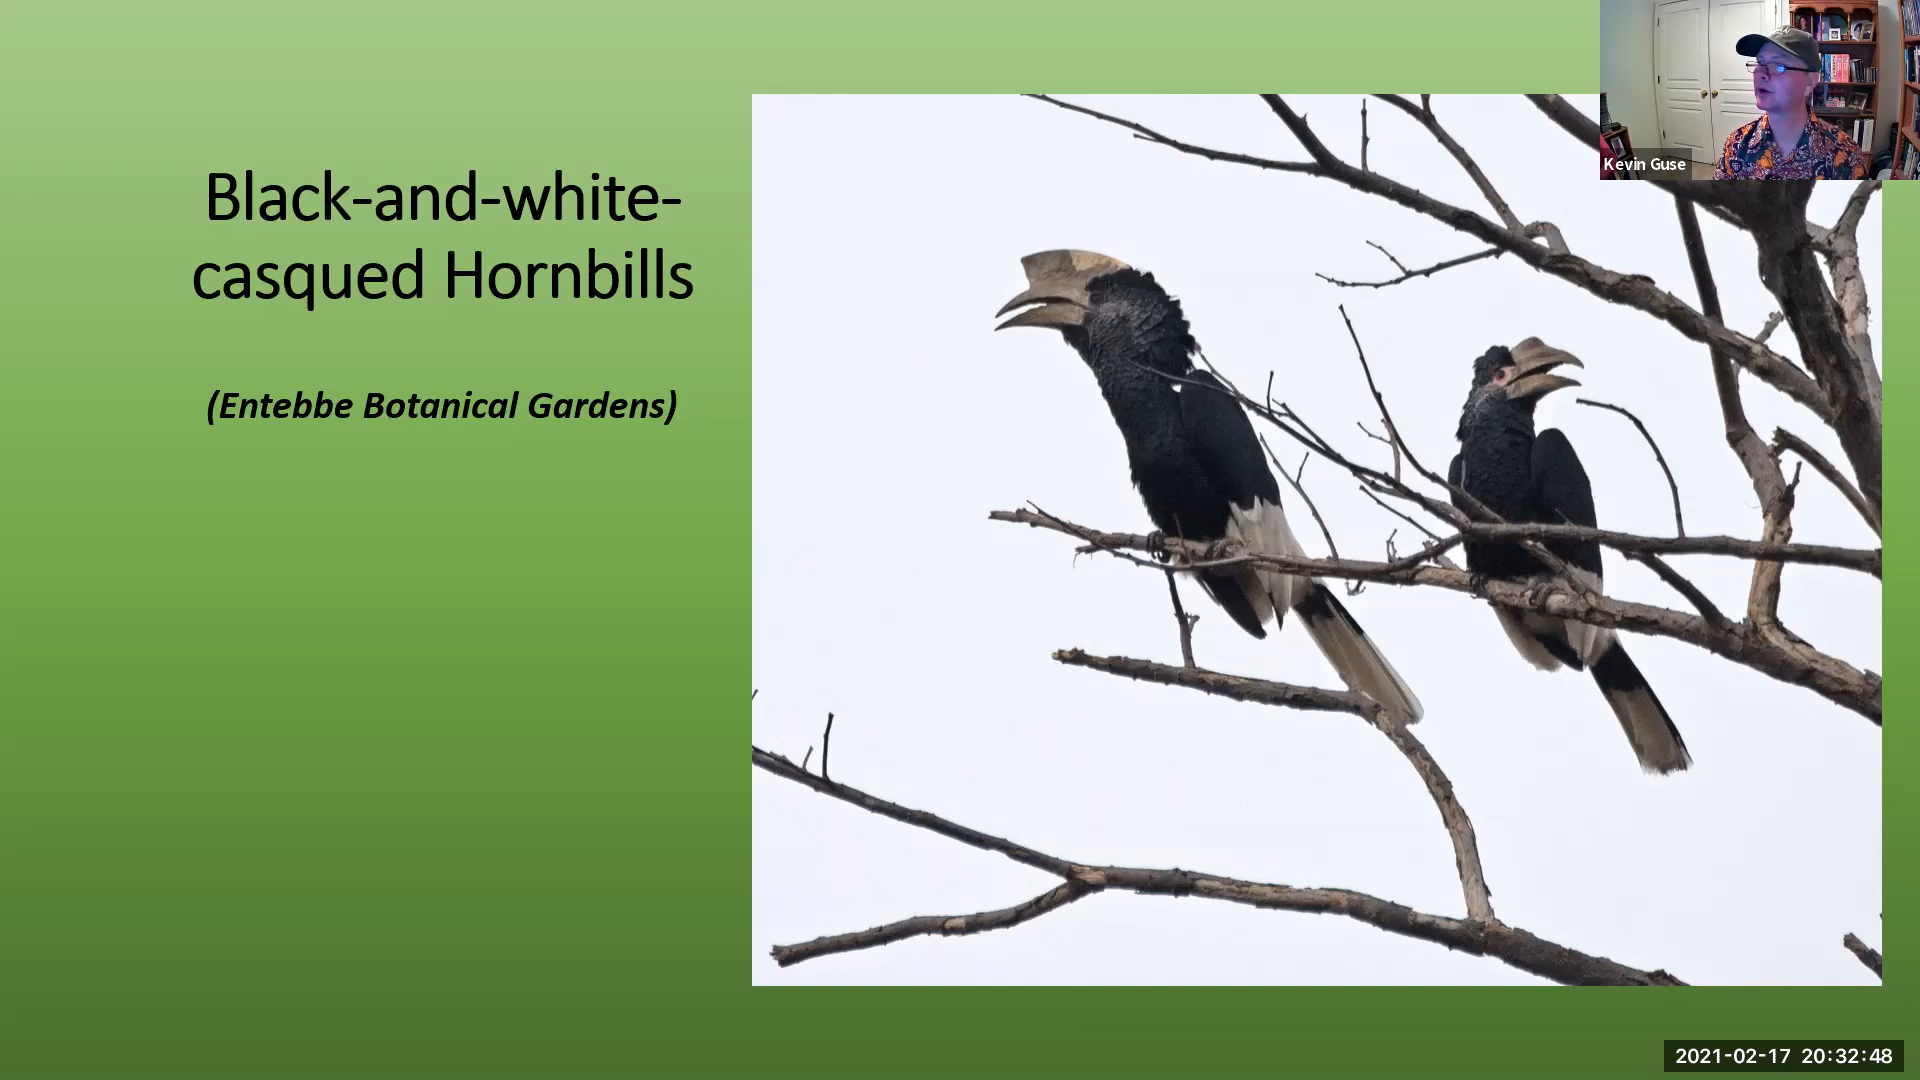 Black-and-white-
casqued Hornbills
(Entebbe Botanical Gardens)
Kevin Guse
2021-02-17 20:32:48